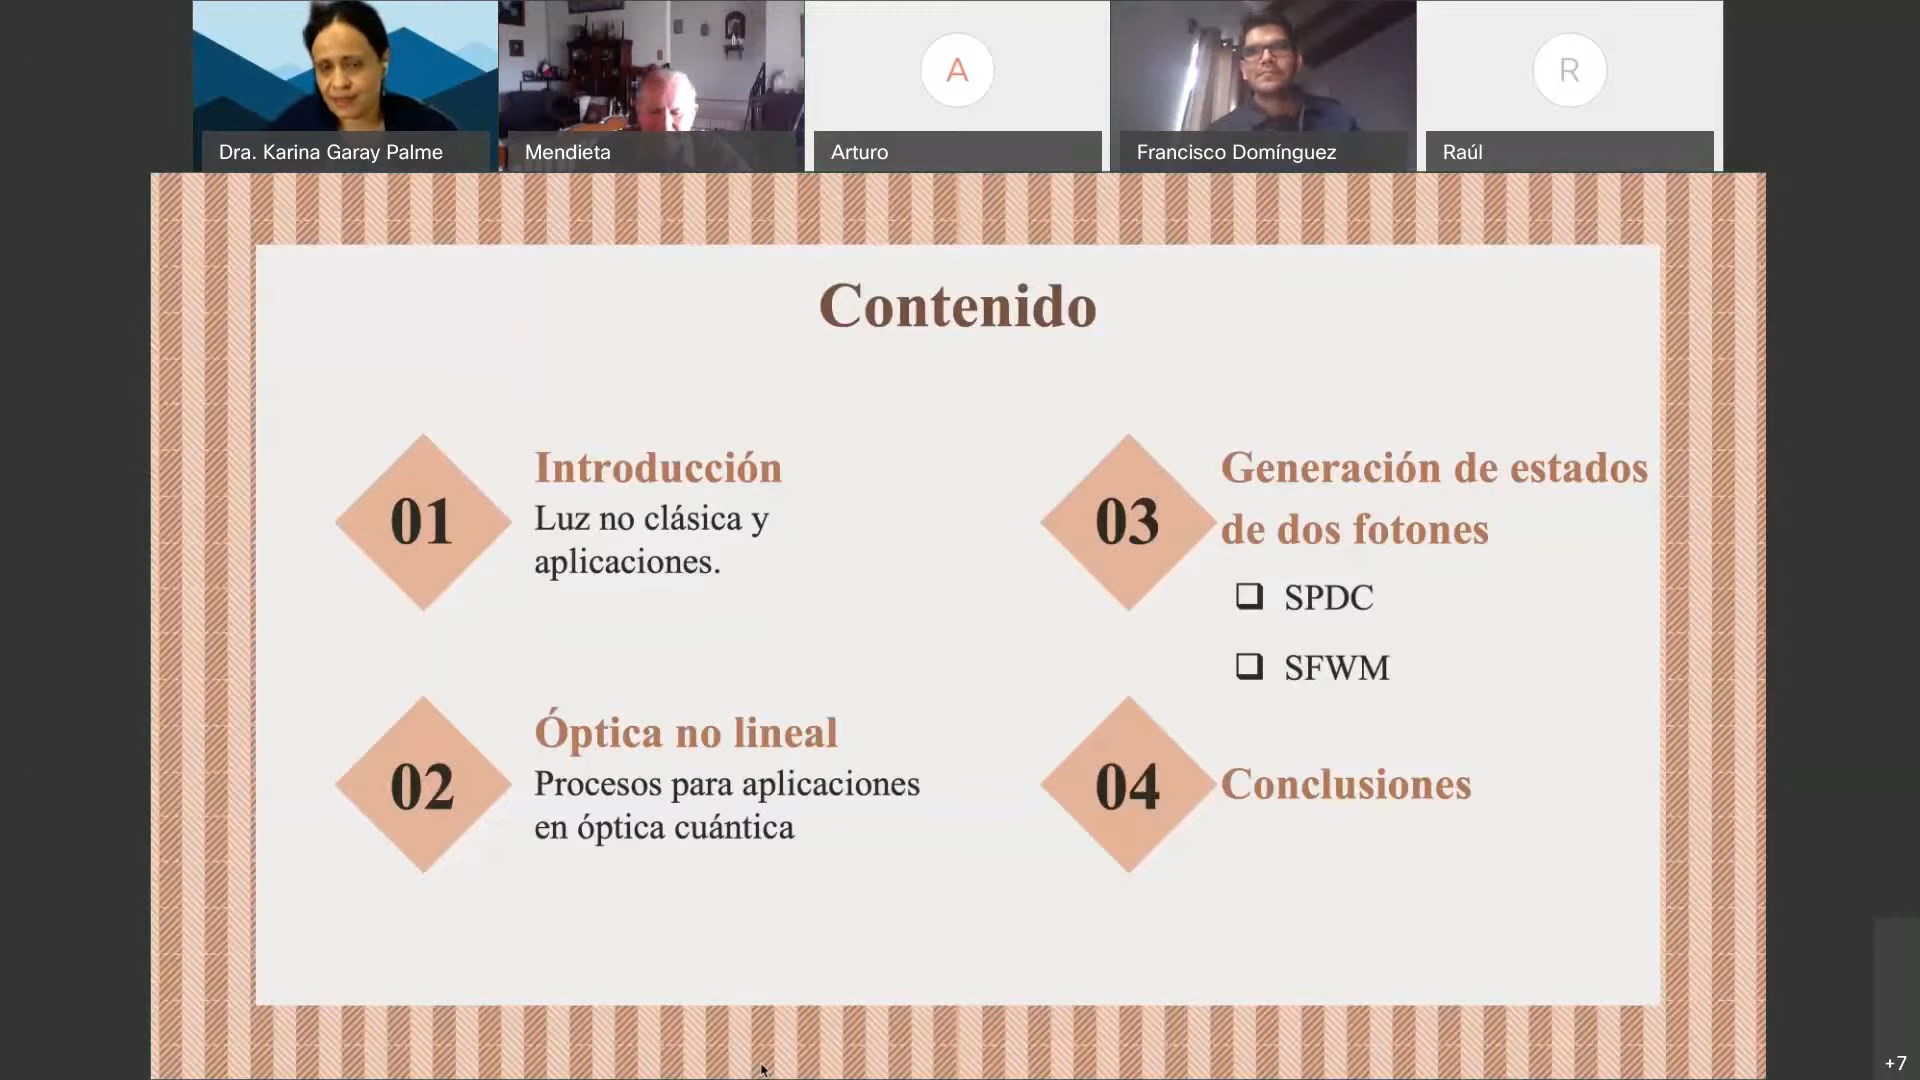 A
R
Dra. Karina Garay Palme
Mendieta
Arturo
Francisco Domínguez
Raúl
Contenido
01
Introducción
Luz no clásica y
aplicaciones.
02
Óptica no lineal
Procesos para aplicaciones
en óptica cuántica
03
Generación de estados
de dos fotones
❑ SPDC
❑ SFWM
04
Conclusiones
+7